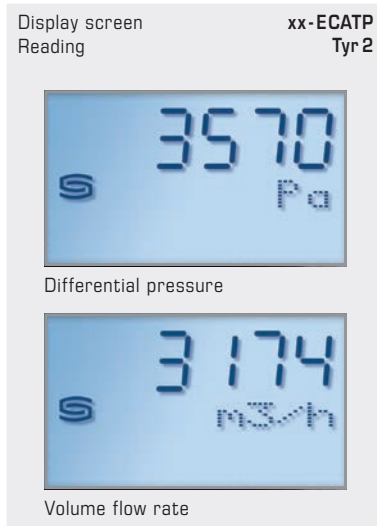 Display screen xx-ECATP
Reading Tyr 2
3570
Pa
Differential pressure
3174
m3/h
Volume flow rate